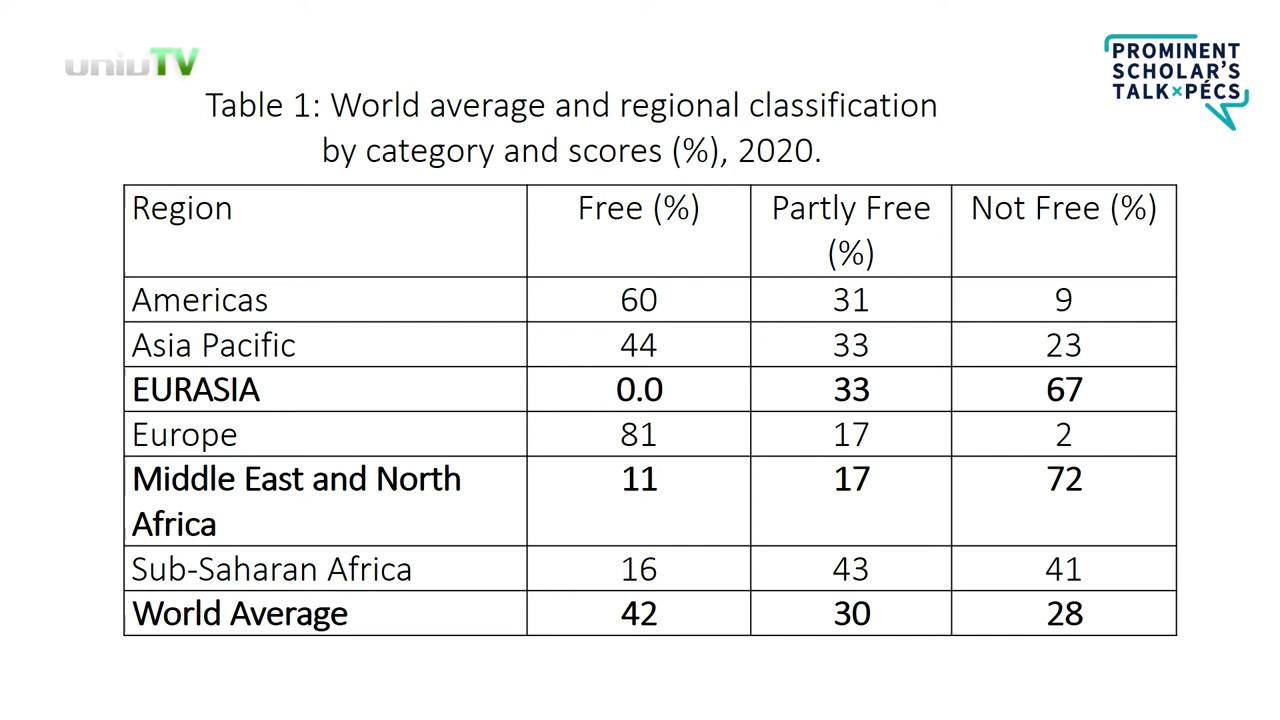 univTV
PROMINENT
SCHOLAR'S
TALK×PÉCS
Table 1: World average and regional classification
by category and scores (%), 2020.
Region Free (%) Partly Free Not Free (%)
(%)
Americas 60 31 9
Asia Pacific 44 33 23
EURASIA 0.0 33 67
Europe 81 17 2
Middle East and North 11 17 72
Africa
Sub-Saharan Africa 16 43 41
World Average 42 30 28